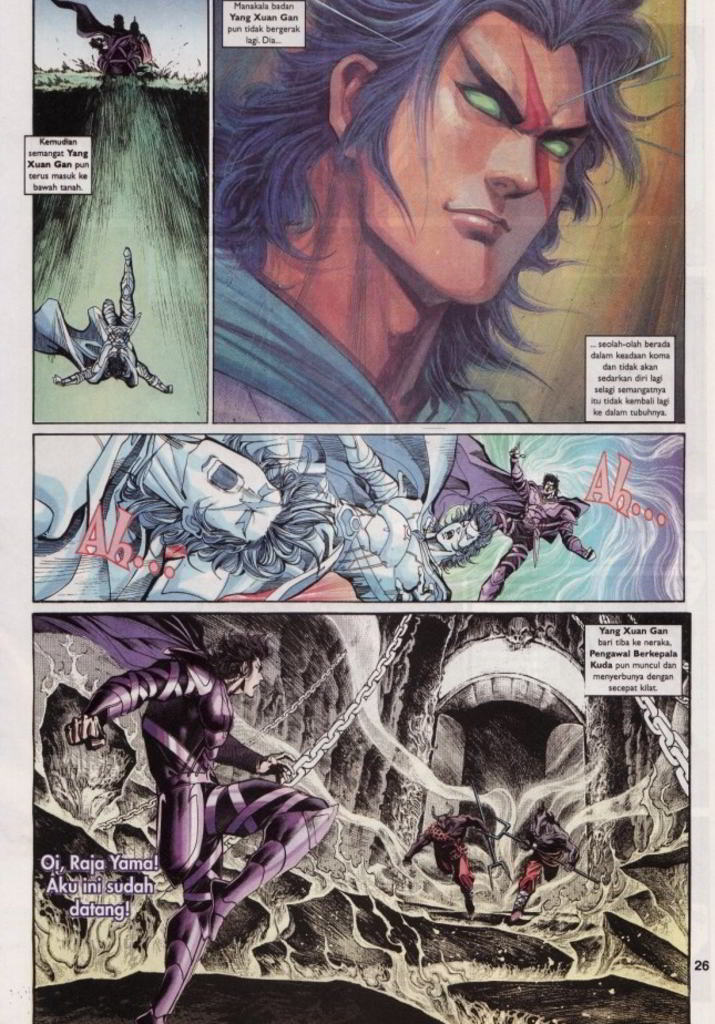 Kemudian
semangat Yang
Xuan Gan pun
terus masuk ke
bawah tanah.
Manakala badan
Yang Xuan Gan
pun tidak bergerak
lagi. Dia...
... seolah-olah berada
dalam keadaan koma
dan tidak akan
sedarkan diri lagi
selagi semangatnya
itu tidak kembali lagi
ke dalam tubuhnya.
Ah...
Ah...
Yang Xuan Gan
bari tiba ke neraka,
Pengawal Berkepala
Kuda pun muncul dan
menyerbunya dengan
secepat kilat.
Oi, Raja Yama!
Aku ini sudah
datang!
26